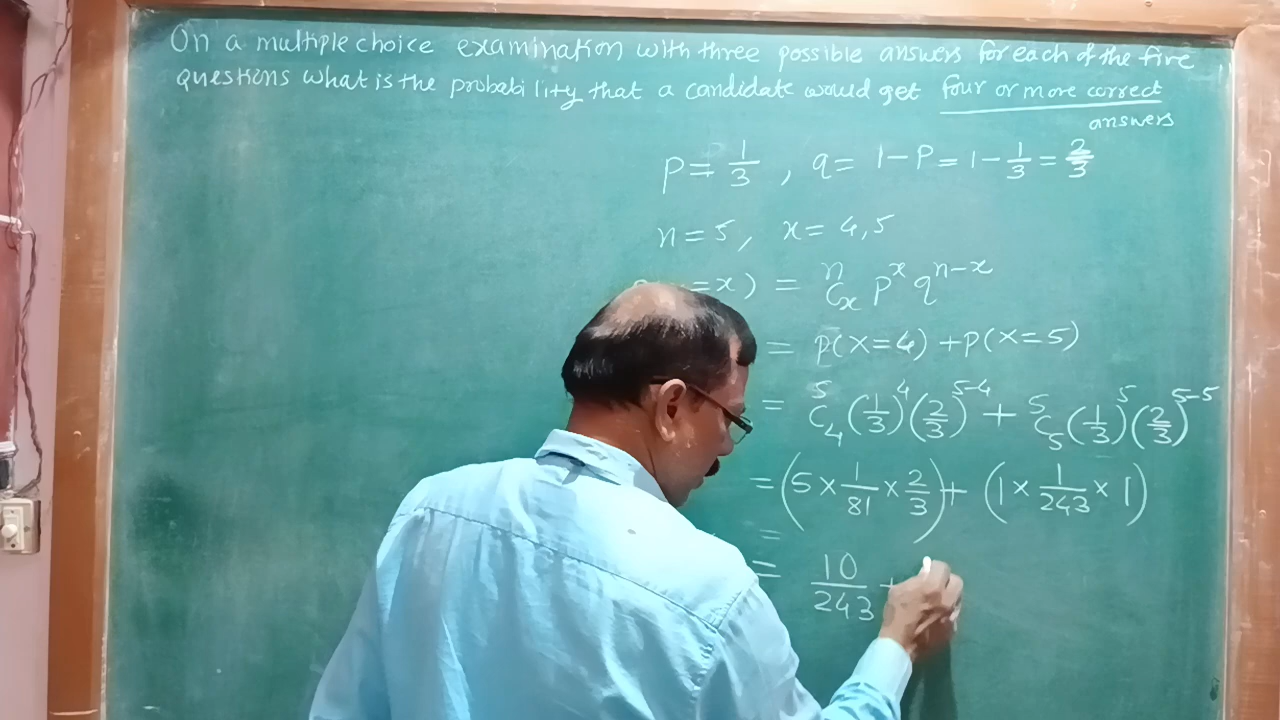 On a multiple choice examination with three possible answers for each of the five
questions what is the probability that a candidate would get four or more correct
answers
p = 1/3 , q = 1-P = 1 - 1/3 = 2/3
n = 5, x = 4,5
=x) = ⁿCₓ pˣ qⁿ⁻ˣ
= p(X=4) + p(X=5)
= ⁵C₄ (1/3)⁴ (2/3)⁵⁻⁴ + ⁵C₅ (1/3)⁵ (2/3)⁵⁻⁵
= (5 × 1/81 × 2/3) + (1 × 1/243 × 1)
=
= 10/243 +